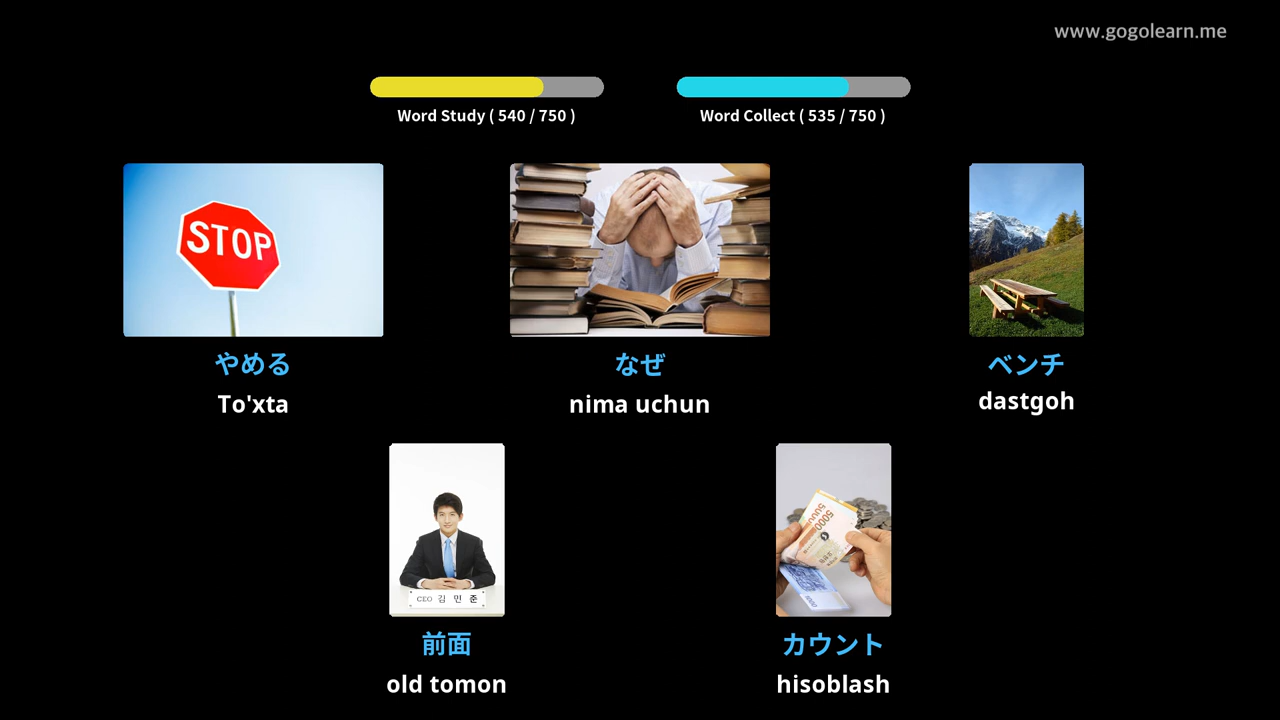 www.gogolearn.me
Word Study ( 540 / 750 )
Word Collect ( 535 / 750 )
STOP
やめる
なぜ
ベンチ
To'xta
nima uchun
dastgoh
CEO 김 민 준
5000
前面
カウント
old tomon
hisoblash